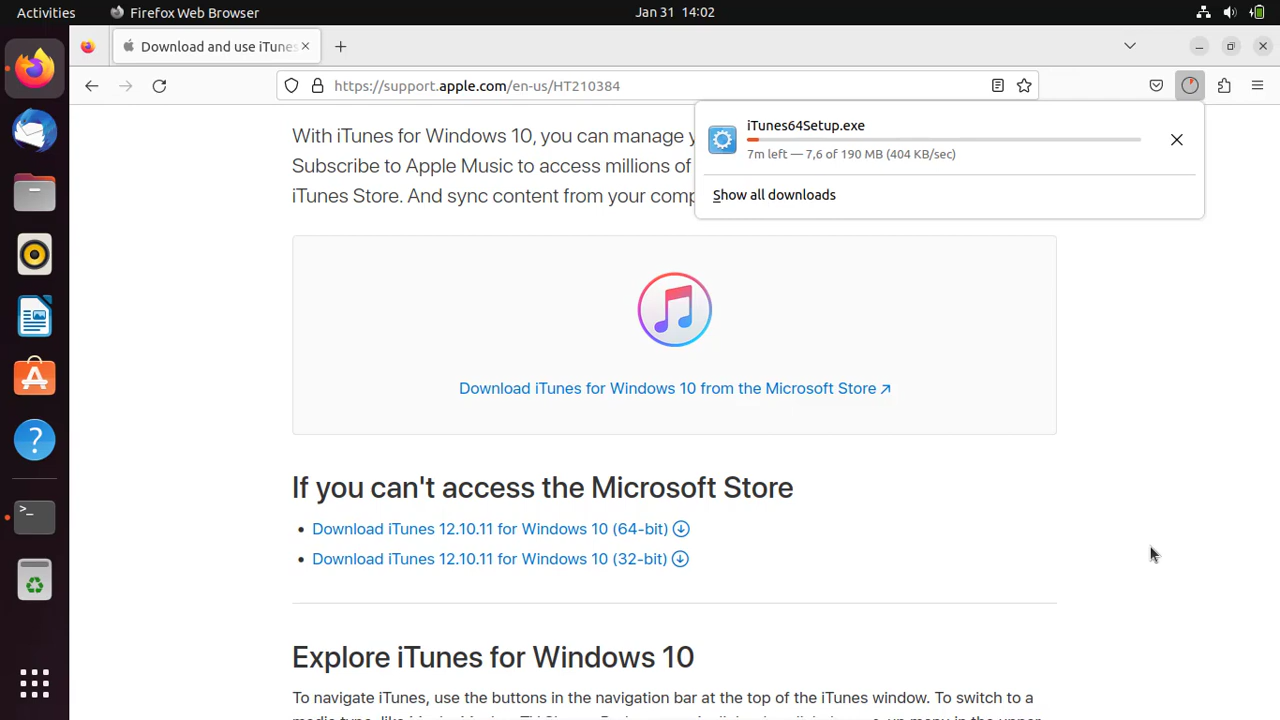 Activities
Firefox Web Browser
Jan 31 14:02
Download and use iTunes
https://support.apple.com/en-us/HT210384
iTunes64Setup.exe
7m left — 7,6 of 190 MB (404 KB/sec)
Show all downloads
With iTunes for Windows 10, you can manage
Subscribe to Apple Music to access millions of
iTunes Store. And sync content from your
Download iTunes for Windows 10 from the Microsoft Store
If you can't access the Microsoft Store
• Download iTunes 12.10.11 for Windows 10 (64-bit)
• Download iTunes 12.10.11 for Windows 10 (32-bit)
Explore iTunes for Windows 10
To navigate iTunes, use the buttons in the navigation bar at the top of the iTunes window. To switch to a